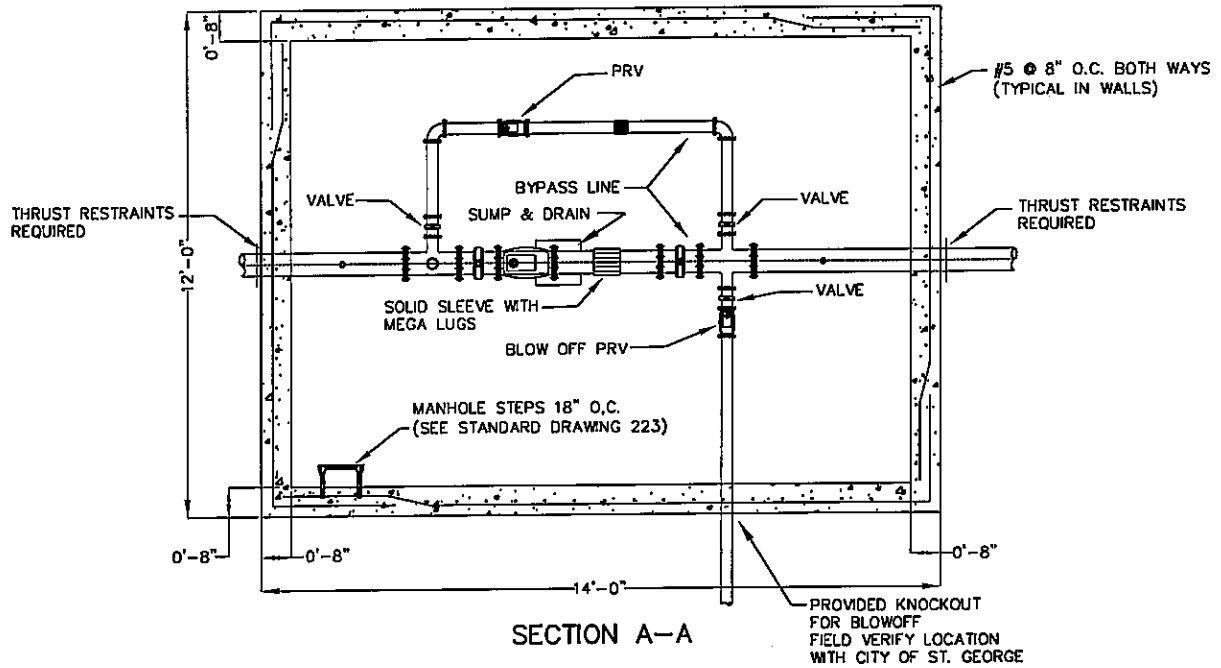 0'-8"
PRV
#5 @ 8" O.C. BOTH WAYS
(TYPICAL IN WALLS)
VALVE
BYPASS LINE
SUMP & DRAIN
VALVE
THRUST RESTRAINTS
REQUIRED
THRUST RESTRAINTS
REQUIRED
12'-0"
SOLID SLEEVE WITH
MEGA LUGS
VALVE
BLOW OFF PRV
MANHOLE STEPS 18" O.C.
(SEE STANDARD DRAWING 223)
0'-8"
0'-8"
0'-8"
14'-0"
PROVIDED KNOCKOUT
FOR BLOWOFF
FIELD VERIFY LOCATION
WITH CITY OF ST. GEORGE
SECTION A-A